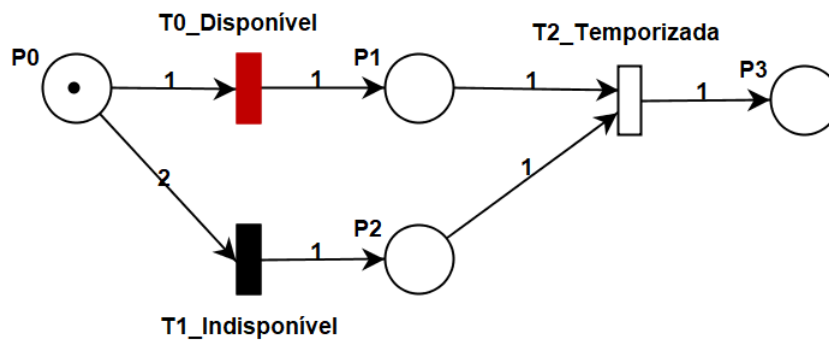 T0_Disponível
T2_Temporizada
P0
P1
P3
1
1
1
1
2
1
P2
1
T1_Indisponível